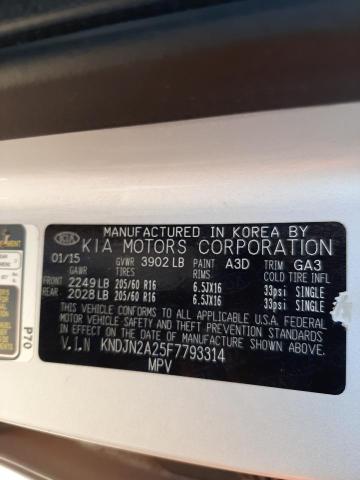 MANUFACTURED IN KOREA BY
KIA KIA MOTORS CORPORATION
01/15 GVWR 3902 LB PAINT A3D TRIM GA3
GAWR TIRES RIMS COLD TIRE INFL
FRONT 2249 LB 205/60 R16 6.5JX16 33psi SINGLE
REAR 2028 LB 205/60 R16 6.5JX16 33psi SINGLE
THIS VEHICLE CONFORMS TO ALL APPLICABLE U.S.A. FEDERAL
MOTOR VEHICLE SAFETY AND THEFT PREVENTION STANDARDS
IN EFFECT ON THE DATE OF MANUFACTURE SHOWN ABOVE.
V.I.N KNDJN2A25F7793314
MPV
P70